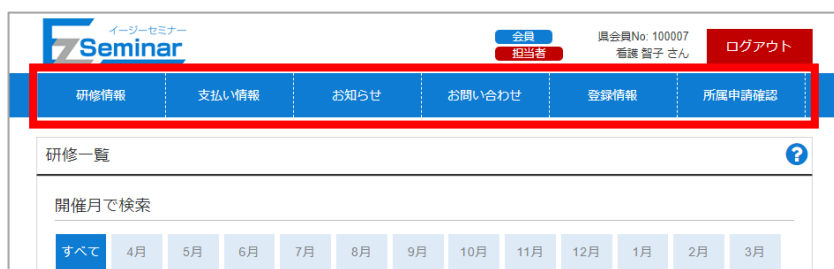 イージーセミナー
EZSeminar
会員
担当者
県会員No: 100007
看護 智子 さん
ログアウト
研修情報 支払い情報 お知らせ お問い合わせ 登録情報 所属申請確認
研修一覧 ?
開催月で検索
すべて 4月 5月 6月 7月 8月 9月 10月 11月 12月 1月 2月 3月